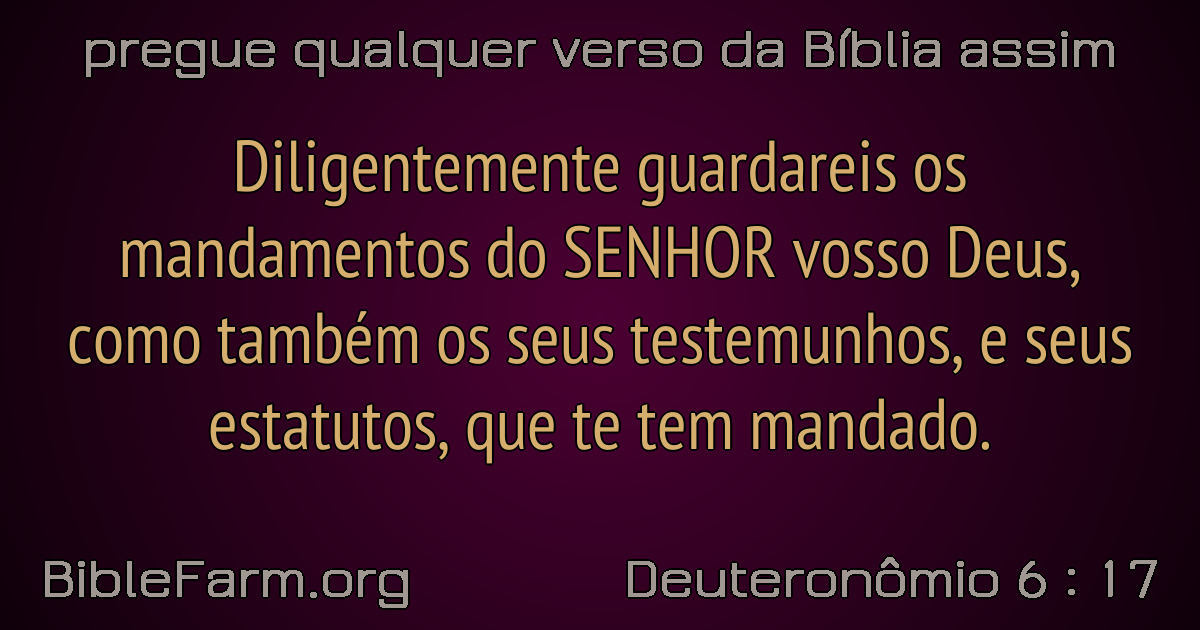 pregue qualquer verso da Bíblia assim
Diligentemente guardareis os
mandamentos do SENHOR vosso Deus,
como também os seus testemunhos, e seus
estatutos, que te tem mandado.
BibleFarm.org
Deuteronômio 6 : 17